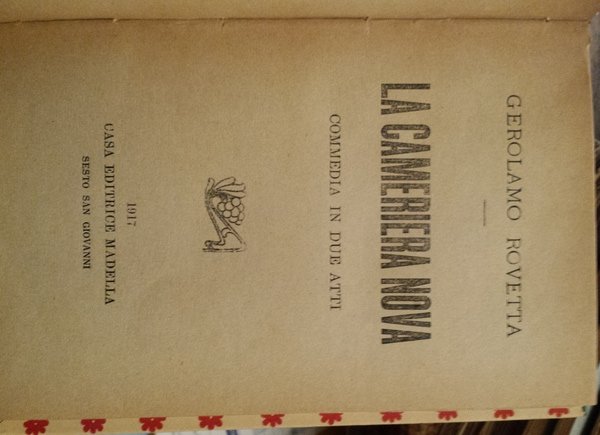 GEROLAMO ROVETTA
LA CAMERIERA NOVA
COMMEDIA IN DUE ATTI
1917
CASA EDITRICE MADELLA
SESTO SAN GIOVANNI